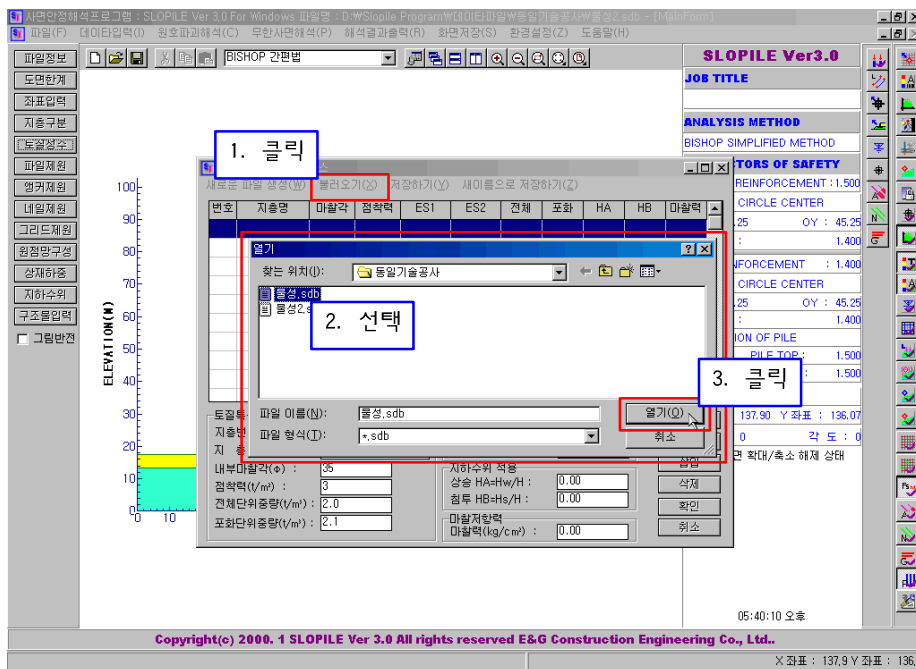 사면안정해석프로그램 : SLOPILE Ver 3.0 For Windows 파일명 : D:\Slopile Program\데이타파일\동일기술공사\물성2.sdb - [MainForm]
파일(F) 데이타입력(I) 원호파괴해석(C) 무한사면해석(P) 해석결과출력(R) 화면저장(S) 환경설정(Z) 도움말(H)
파일정보
도면한계
좌표입력
지층구분
토질성수
파일제원
앵커제원
네일제원
그리드제원
원점망구성
상재하중
지하수위
구조물입력
그림반전
BISHOP 간편법
SLOPILE Ver3.0
JOB TITLE
ANALYSIS METHOD
BISHOP SIMPLIFIED METHOD
TORS OF SAFETY
REINFORCEMENT : 1.500
CIRCLE CENTER
.25 OY : 45.25
: 1.400
NFORCEMENT : 1.400
CIRCLE CENTER
.25 OY : 45.25
: 1.400
ION OF PILE
PILE TOP : 1.500
: 1.500
137.90 Y 좌표 : 136.07
0 각 도 : 0
면 확대/축소 해제 상태
05:40:10 오후
ELEVATION(M)
100
90
80
70
60
50
40
30
20
10
0
0 10
1. 클릭
새로운 파일 생성(W) 불러오기(X) 저장하기(Y) 새이름으로 저장하기(Z)
번호 지층명 마찰각 점착력 ES1 ES2 전체 포화 HA HB 마찰력
열기
찾는 위치(I): 동일기술공사
물성.sdb
물성2.s
2. 선택
3. 클릭
파일 이름(N): 물성.sdb 열기(O)
파일 형식(T): *.sdb 취소
토질특
지층번
지 층
내부마찰각(Φ) : 35
점착력(t/m²) : 3
전체단위중량(t/m³) : 2.0
포화단위중량(t/m³) : 2.1
지하수위 적용
상승 HA=Hw/H : 0.00
침투 HB=Hs/H : 0.00
마찰저항력
마찰력(kg/cm²) : 0.00
삽입
삭제
확인
취소
Copyright(c) 2000. 1 SLOPILE Ver 3.0 All rights reserved E&G Construction Engineering Co., Ltd..
X 좌표 : 137.9 Y 좌표 : 136.